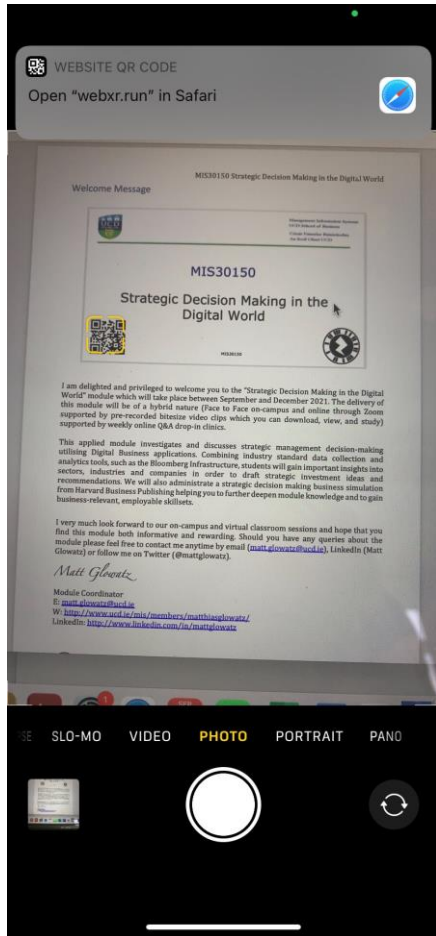 WEBSITE QR CODE
Open “webxr.run” in Safari
MIS30150 Strategic Decision Making in the Digital World
Welcome Message
UCD
Management Information Systems
UCD School of Business
MIS30150
Strategic Decision Making in the
Digital World
MIS30150
I am delighted and privileged to welcome you to the "Strategic Decision Making in the Digital
World" module which will take place between September and December 2021. The delivery of
this module will be of a hybrid nature (Face to Face on-campus and online through Zoom
supported by pre-recorded bitesize video clips which you can download, view, and study)
supported by weekly online Q&A drop-in clinics.
This applied module investigates and discusses strategic management decision-making
utilising Digital Business applications. Combining industry standard data collection and
analytics tools, such as the Bloomberg Infrastructure, students will gain important insights into
sectors, industries and companies in order to draft strategic investment ideas and
recommendations. We will also administrate a strategic decision making business simulation
from Harvard Business Publishing helping you to further deepen module knowledge and to gain
business-relevant, employable skillsets.
I very much look forward to our on-campus and virtual classroom sessions and hope that you
find this module both informative and rewarding. Should you have any queries about the
module please feel free to contact me anytime by email (matt.glowatz@ucd.ie), LinkedIn (Matt
Glowatz) or follow me on Twitter (@mattglowatz).
Matt Glowatz
Module Coordinator
E: matt.glowatz@ucd.ie
W: http://www.ucd.ie/mis/members/matthiasglowatz/
LinkedIn: http://www.linkedin.com/in/mattglowatz
1
SE SLO-MO VIDEO PHOTO PORTRAIT PANO